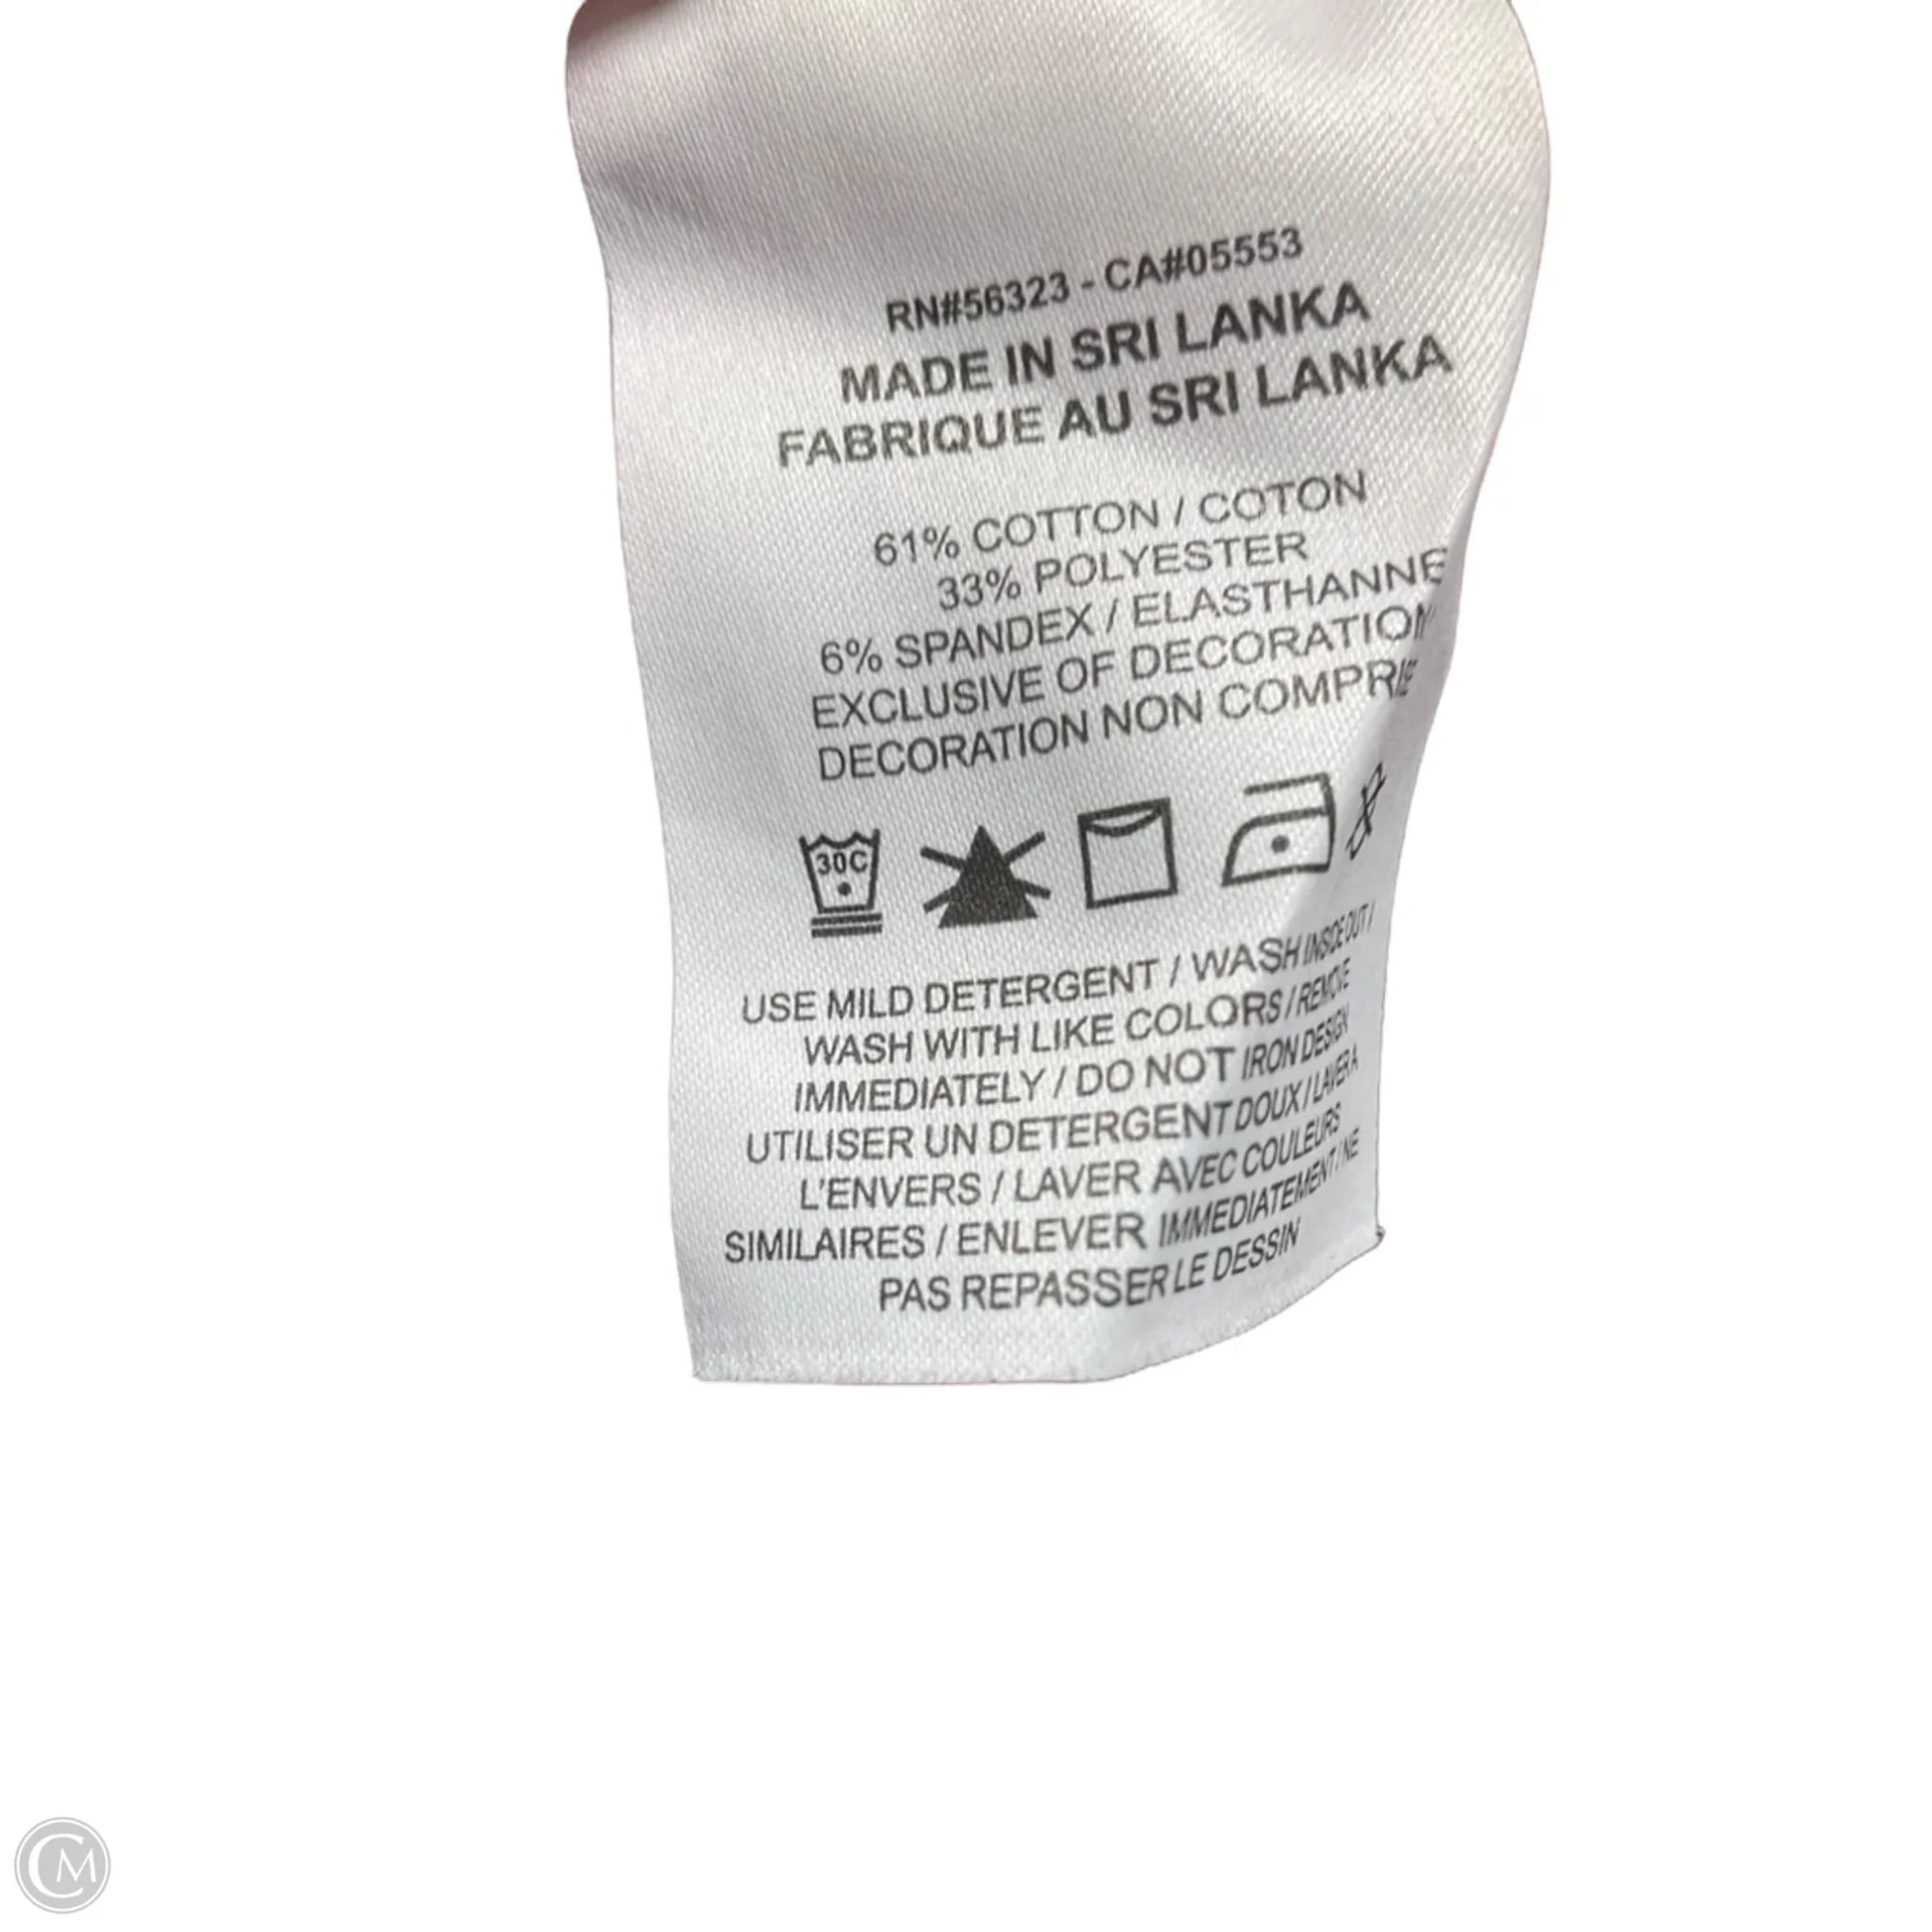 RN#56323 - CA#05553
MADE IN SRI LANKA
FABRIQUE AU SRI LANKA
61% COTTON / COTON
33% POLYESTER
6% SPANDEX / ELASTHANNE
EXCLUSIVE OF DECORATION
DECORATION NON COMPRIE
30C
USE MILD DETERGENT / WASH INSIDE OUT /
WASH WITH LIKE COLORS / REMOVE
IMMEDIATELY / DO NOT IRON DESIGN
UTILISER UN DETERGENT DOUX / LAVER A
L'ENVERS / LAVER AVEC COULEURS
SIMILAIRES / ENLEVER IMMEDIATEMENT / NE
PAS REPASSER LE DESSIN
CM